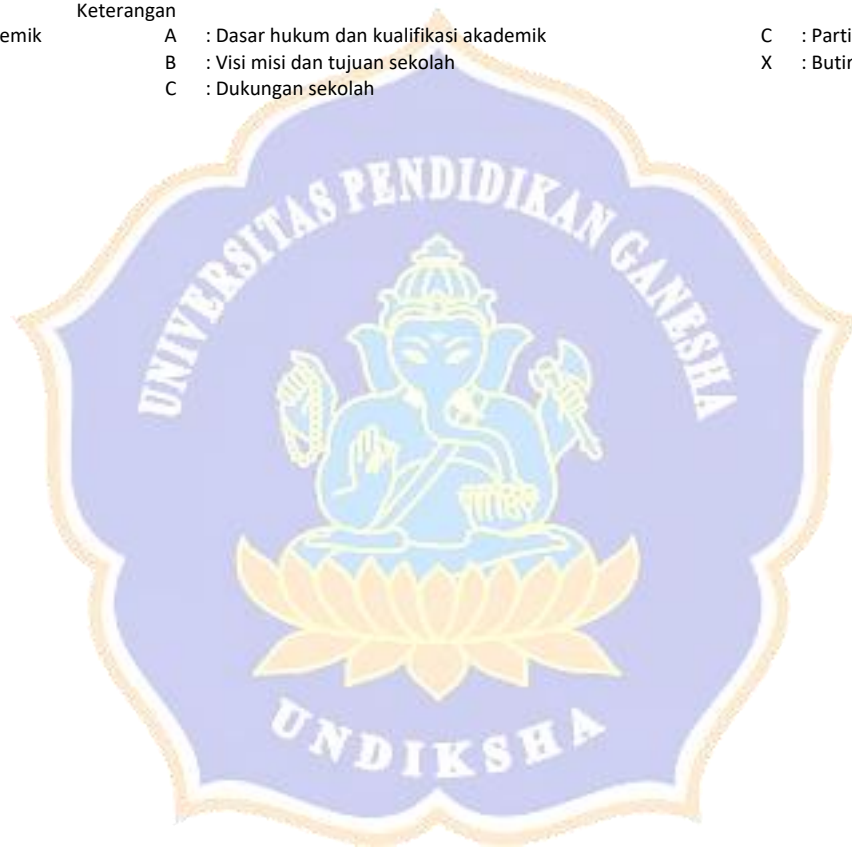 Keterangan
emik A : Dasar hukum dan kualifikasi akademik C : Parti
B : Visi misi dan tujuan sekolah X : Butir
C : Dukungan sekolah
UNIVERSITAS PENDIDIKAN GANESHA
UNDIKSHA